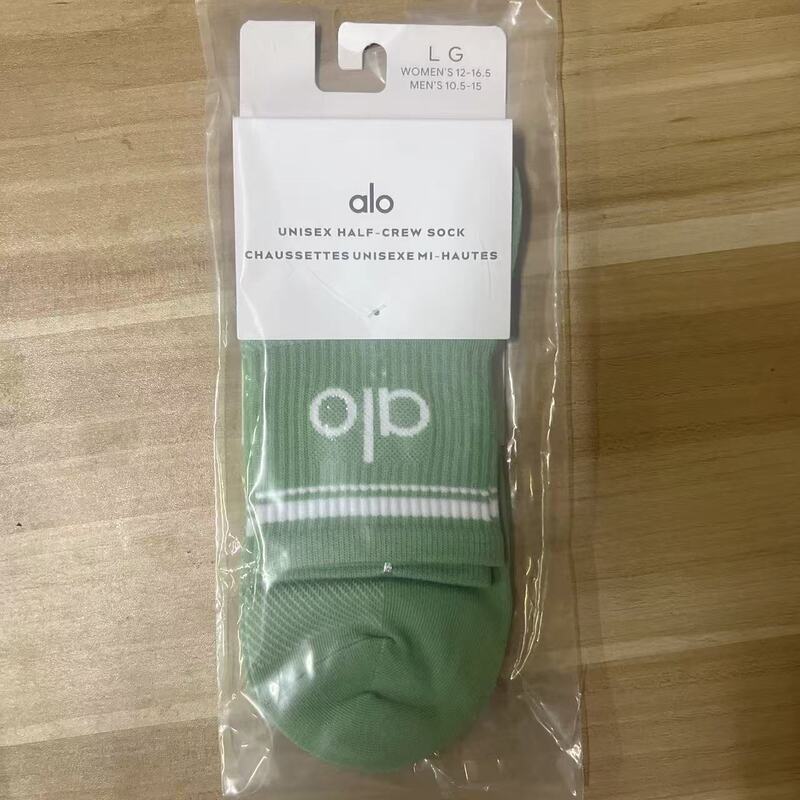 L G
WOMEN'S 12-16.5
MEN'S 10.5-15
alo
UNISEX HALF-CREW SOCK
CHAUSSETTES UNISEXE MI-HAUTES
alo